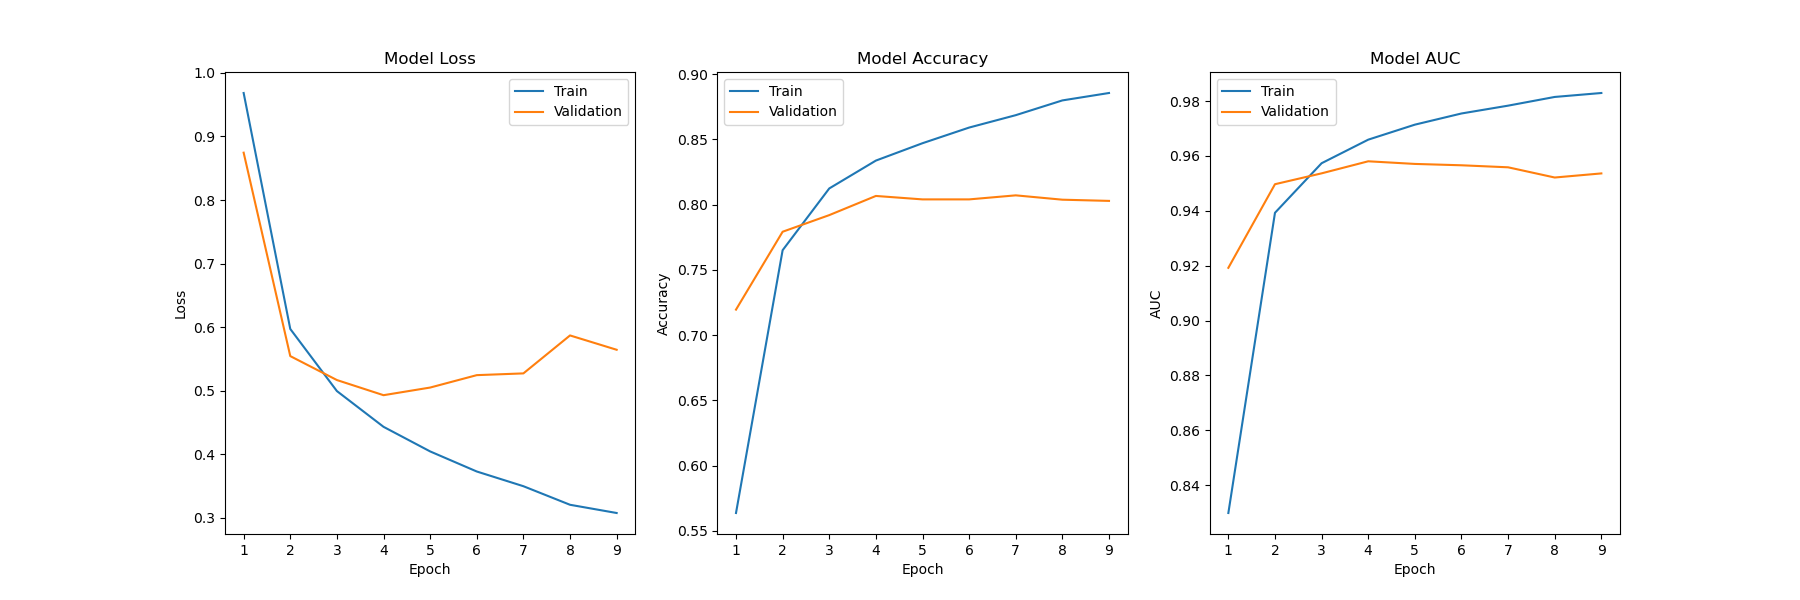 Model Loss
1.0
0.9
0.8
0.7
0.6
0.5
0.4
0.3
Loss
1 2 3 4 5 6 7 8 9
Epoch
Train
Validation
Model Accuracy
0.90
0.85
0.80
0.75
0.70
0.65
0.60
0.55
Accuracy
1 2 3 4 5 6 7 8 9
Epoch
Train
Validation
Model AUC
0.98
0.96
0.94
0.92
0.90
0.88
0.86
0.84
AUC
1 2 3 4 5 6 7 8 9
Epoch
Train
Validation